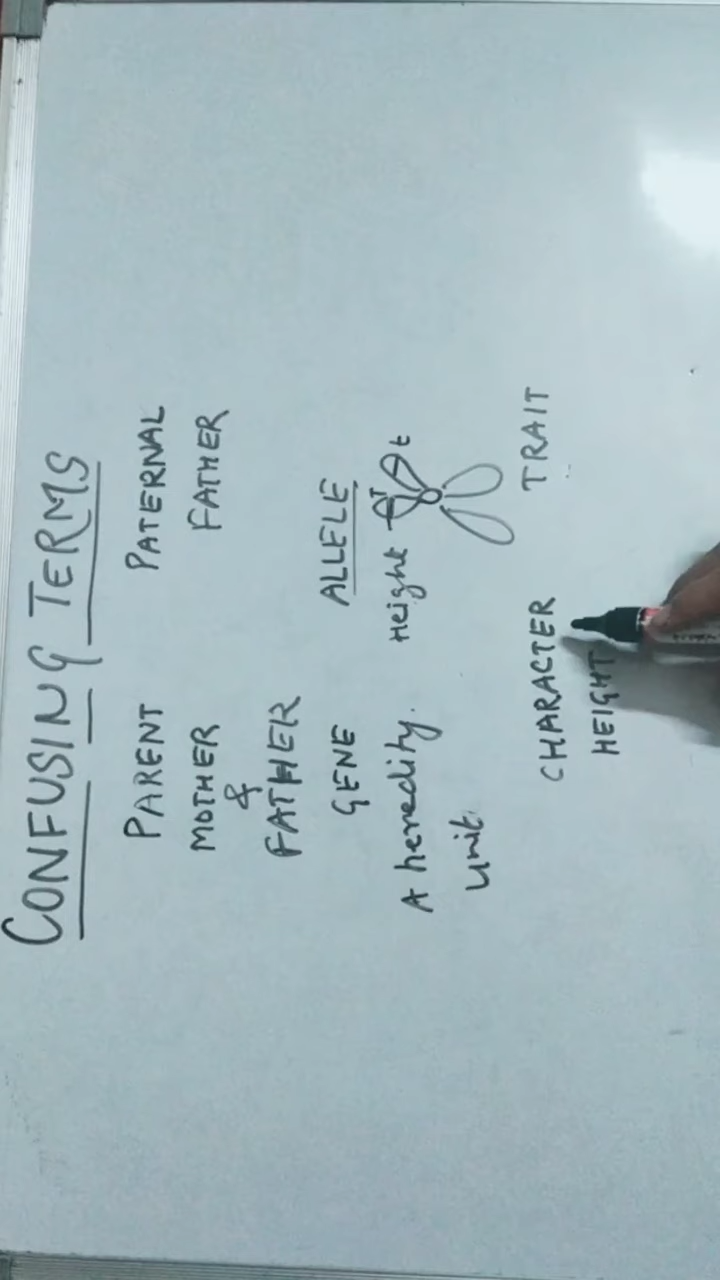 CONFUSING TERMS
PARENT PATERNAL
MOTHER FATHER
&
FATHER
GENE ALLELE
A heredity. Height T t
Unit.
CHARACTER TRAIT
HEIGHT